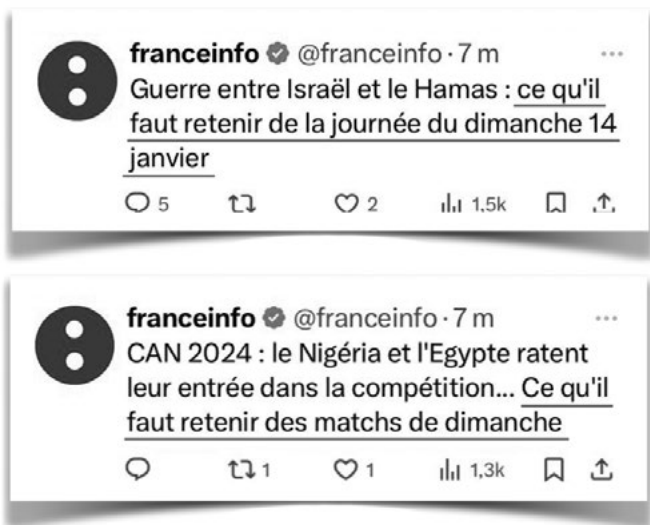 franceinfo @franceinfo · 7 m
Guerre entre Israël et le Hamas : ce qu'il
faut retenir de la journée du dimanche 14
janvier
5 2 1,5k
franceinfo @franceinfo · 7 m
CAN 2024 : le Nigéria et l'Egypte ratent
leur entrée dans la compétition... Ce qu'il
faut retenir des matchs de dimanche
1 1 1,3k